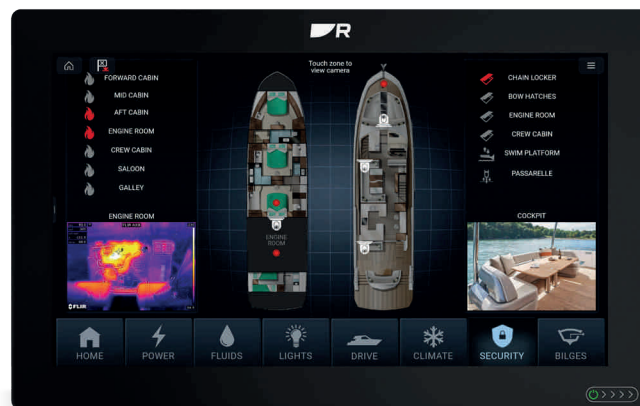 R
Touch zone to
view camera
FORWARD CABIN
MID CABIN
AFT CABIN
ENGINE ROOM
CREW CABIN
SALOON
GALLEY
ENGINE
ROOM
CHAIN LOCKER
BOW HATCHES
ENGINE ROOM
CREW CABIN
SWIM PLATFORM
PASSARELLE
ENGINE ROOM
FLIR
COCKPIT
HOME
POWER
FLUIDS
LIGHTS
DRIVE
CLIMATE
SECURITY
BILGES